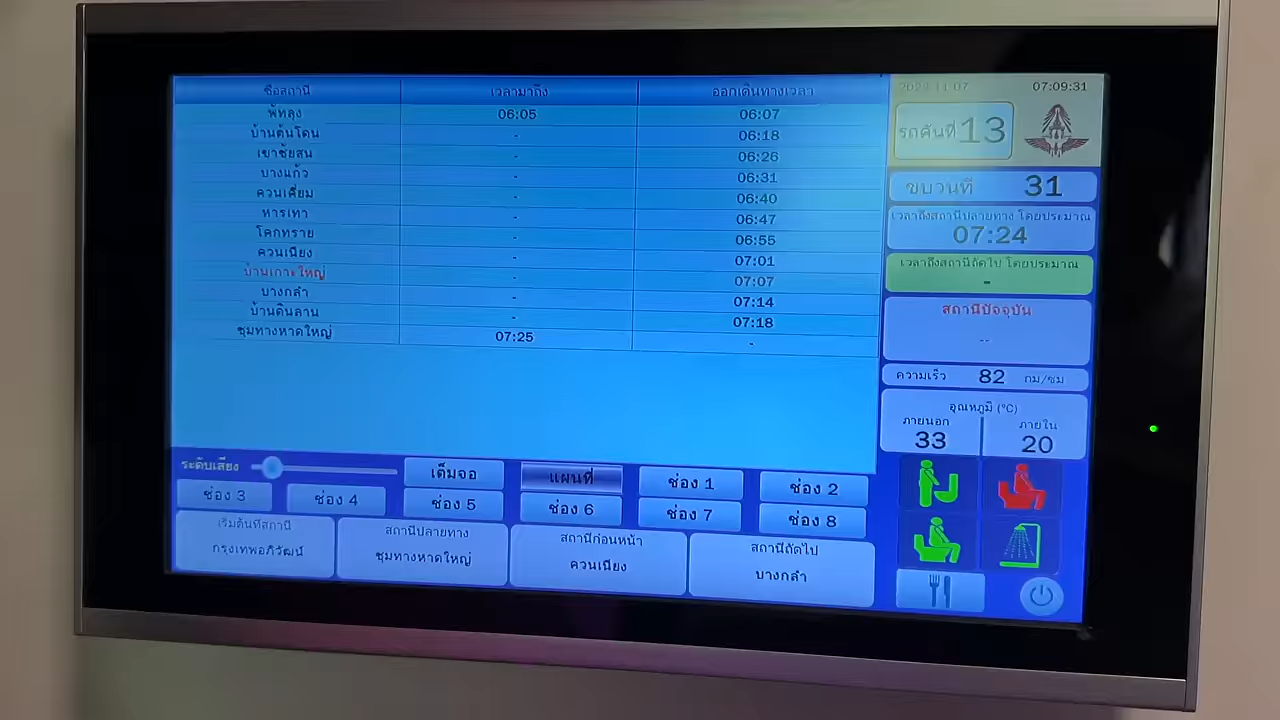 ชื่อสถานี เวลามาถึง ออกเดินทางเวลา
พัทลุง 06:05 06:07
บ้านต้นโดน - 06:18
เขาชัยสน - 06:26
บางแก้ว - 06:31
ควนเคี่ยม - 06:40
หารเทา - 06:47
โคกทราย - 06:55
ควนเนียง - 07:01
บ้านเกาะใหญ่ - 07:07
บางกล่ำ - 07:14
บ้านดินลาน - 07:18
ชุมทางหาดใหญ่ 07:25 -
07:09:31
รถคันที่ 13
ขบวนที่ 31
เวลาถึงสถานีปลายทาง โดยประมาณ
07:24
เวลาถึงสถานีถัดไป โดยประมาณ
-
สถานีปัจจุบัน
--
ความเร็ว 82 กม/ชม
อุณหภูมิ (°C)
ภายนอก ภายใน
33 20
ระดับเสียง เต็มจอ แผนที่ ช่อง 1 ช่อง 2
ช่อง 3 ช่อง 4 ช่อง 5 ช่อง 6 ช่อง 7 ช่อง 8
เริ่มต้นที่สถานี สถานีปลายทาง สถานีก่อนหน้า สถานีถัดไป
กรุงเทพอภิวัฒน์ ชุมทางหาดใหญ่ ควนเนียง บางกล่ำ